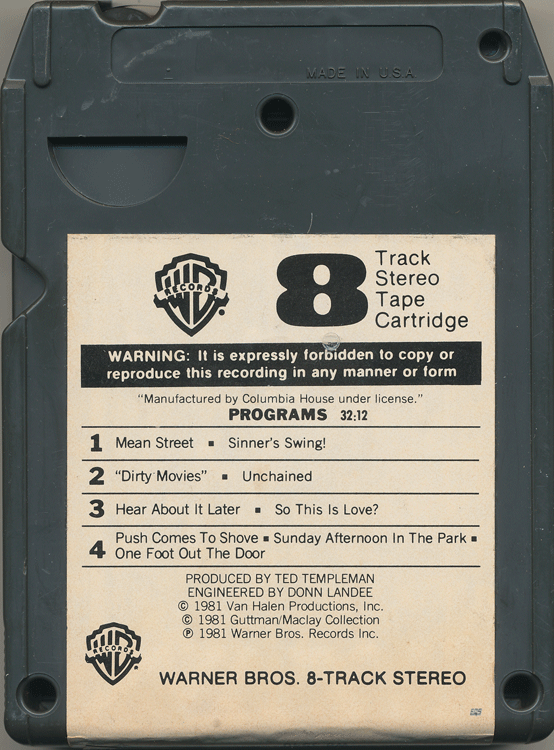 MADE IN U.S.A
WB
RECORDS
®
8
Track
Stereo
Tape
Cartridge
WARNING: It is expressly forbidden to copy or
reproduce this recording in any manner or form
"Manufactured by Columbia House under license."
PROGRAMS 32:12
1 Mean Street ▪ Sinner's Swing!
2 "Dirty Movies" ▪ Unchained
3 Hear About It Later ▪ So This Is Love?
4 Push Comes To Shove ▪ Sunday Afternoon In The Park ▪
One Foot Out The Door
PRODUCED BY TED TEMPLEMAN
ENGINEERED BY DONN LANDEE
© 1981 Van Halen Productions, Inc.
© 1981 Guttman/Maclay Collection
℗ 1981 Warner Bros. Records Inc.
WB
RECORDS
®
WARNER BROS. 8-TRACK STEREO